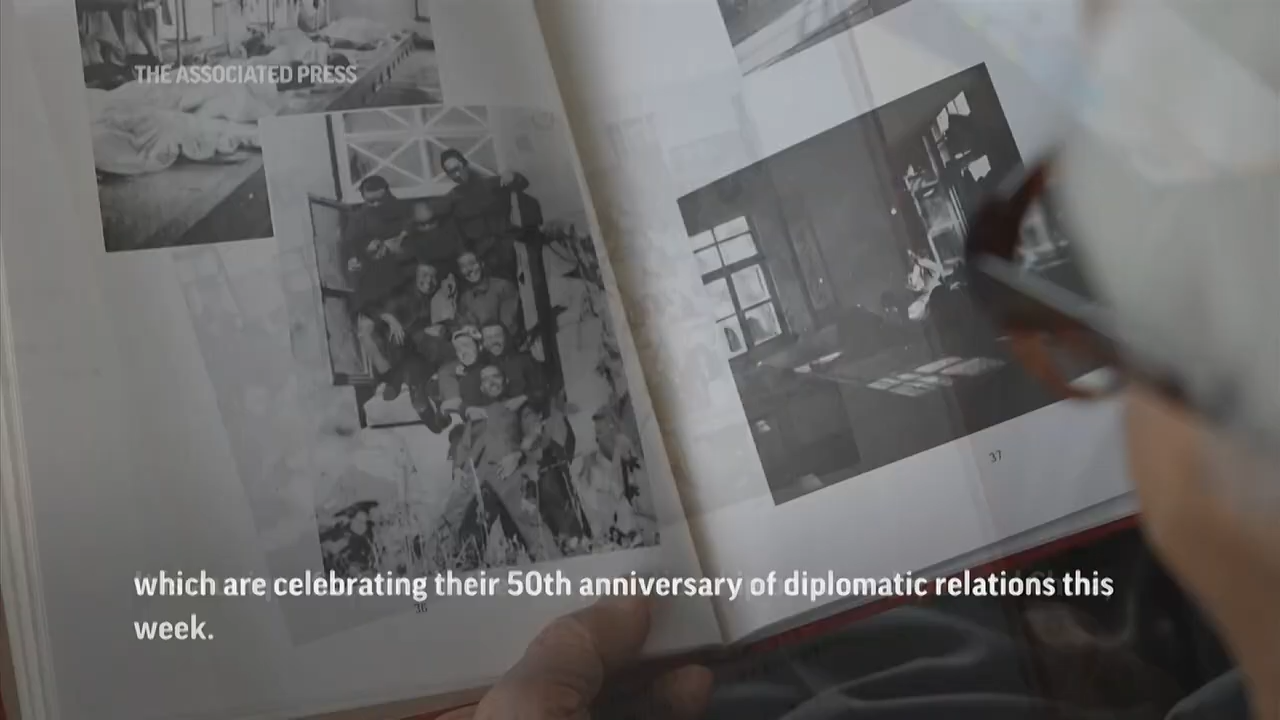 THE ASSOCIATED PRESS
37
which are celebrating their 50th anniversary of diplomatic relations this
36
week.